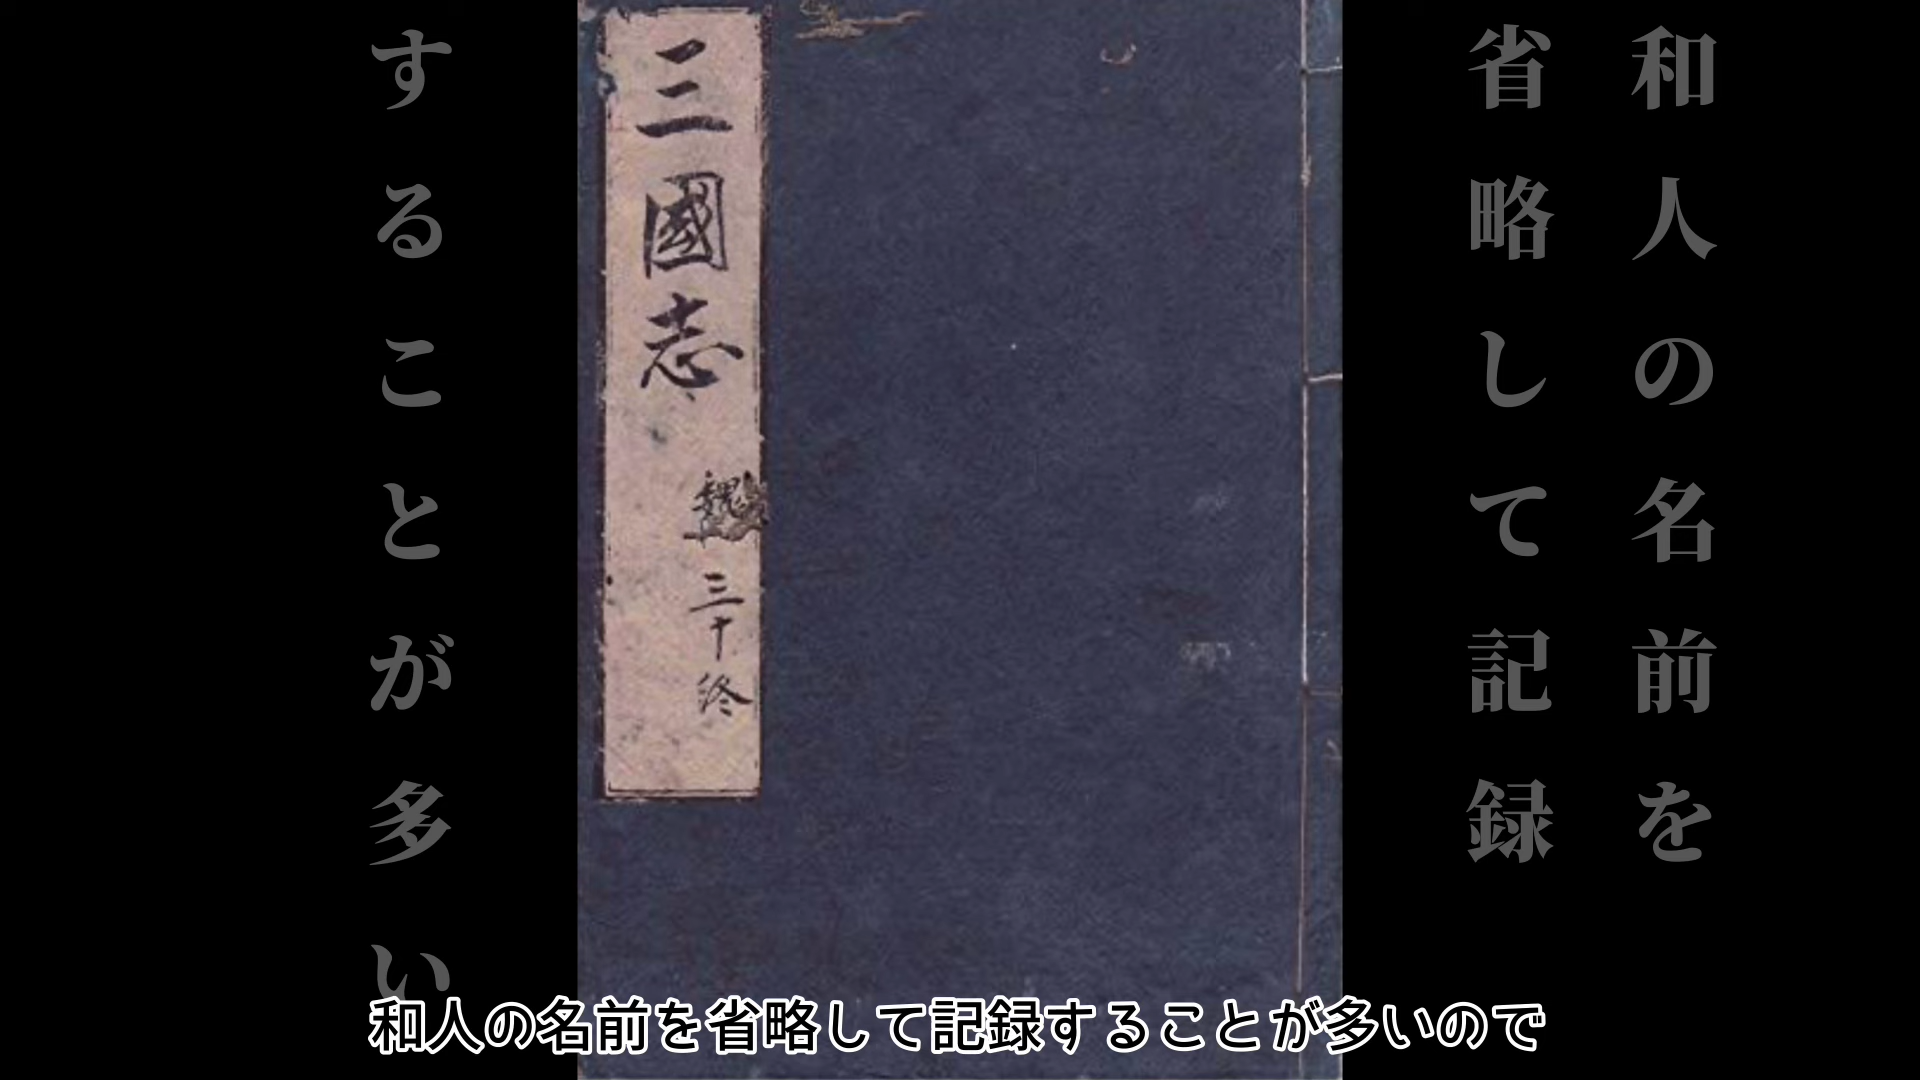 和人の名前を
省略して記録
することが多い
三國志
魏
三十終
和人の名前を省略して記録することが多いので